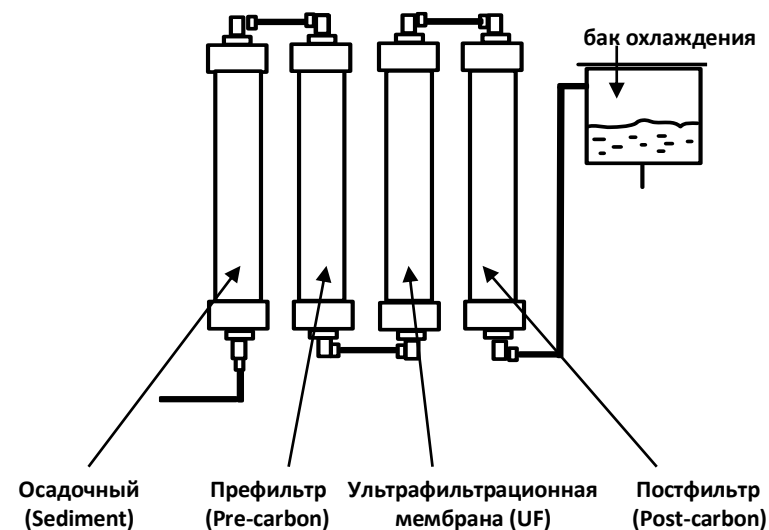 бак охлаждения
Осадочный
(Sediment)
Префильтр
(Pre-carbon)
Ультрафильтрационная
мембрана (UF)
Постфильтр
(Post-carbon)